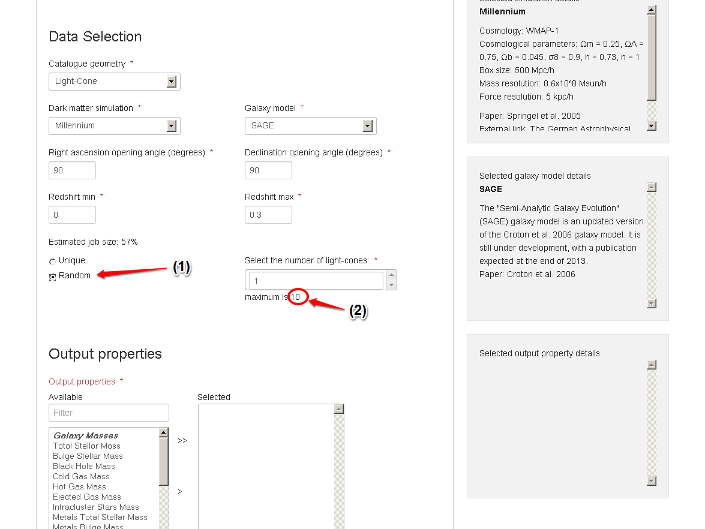 Data Selection
Catalogue geometry *
Light-Cone
Dark matter simulation *
Galaxy model *
Millennium
SAGE
Right ascension opening angle (degrees) *
Declination opening angle (degrees) *
90
90
Redshift min *
Redshift max *
0
0.3
Estimated job size: 57%
Unique
Random
(1)
Select the number of light-cones: *
1
maximum is 10
(2)
Output properties
Output properties *
Available
Selected
Filter
Galaxy Masses
Total Stellar Mass
Bulge Stellar Mass
Black Hole Mass
Cold Gas Mass
Hot Gas Mass
Ejected Gas Mass
Intracluster Stars Mass
Metals Total Stellar Mass
Metals Bulge Mass
>>
>
Millennium
Cosmology: WMAP-1
Cosmological parameters: Ωm = 0.25, ΩΛ =
0.75, Ωb = 0.045, σ8 = 0.9, h = 0.73, n = 1
Box size: 500 Mpc/h
Mass resolution: 8.6x10^8 Msun/h
Force resolution: 5 kpc/h
Paper: Springel et al. 2005
External link: The German Astrophysical
Selected galaxy model details
SAGE
The "Semi-Analytic Galaxy Evolution"
(SAGE) galaxy model is an updated version
of the Croton et al. 2006 galaxy model. It is
still under development, with a publication
expected at the end of 2013.
Paper: Croton et al. 2006
Selected output property details